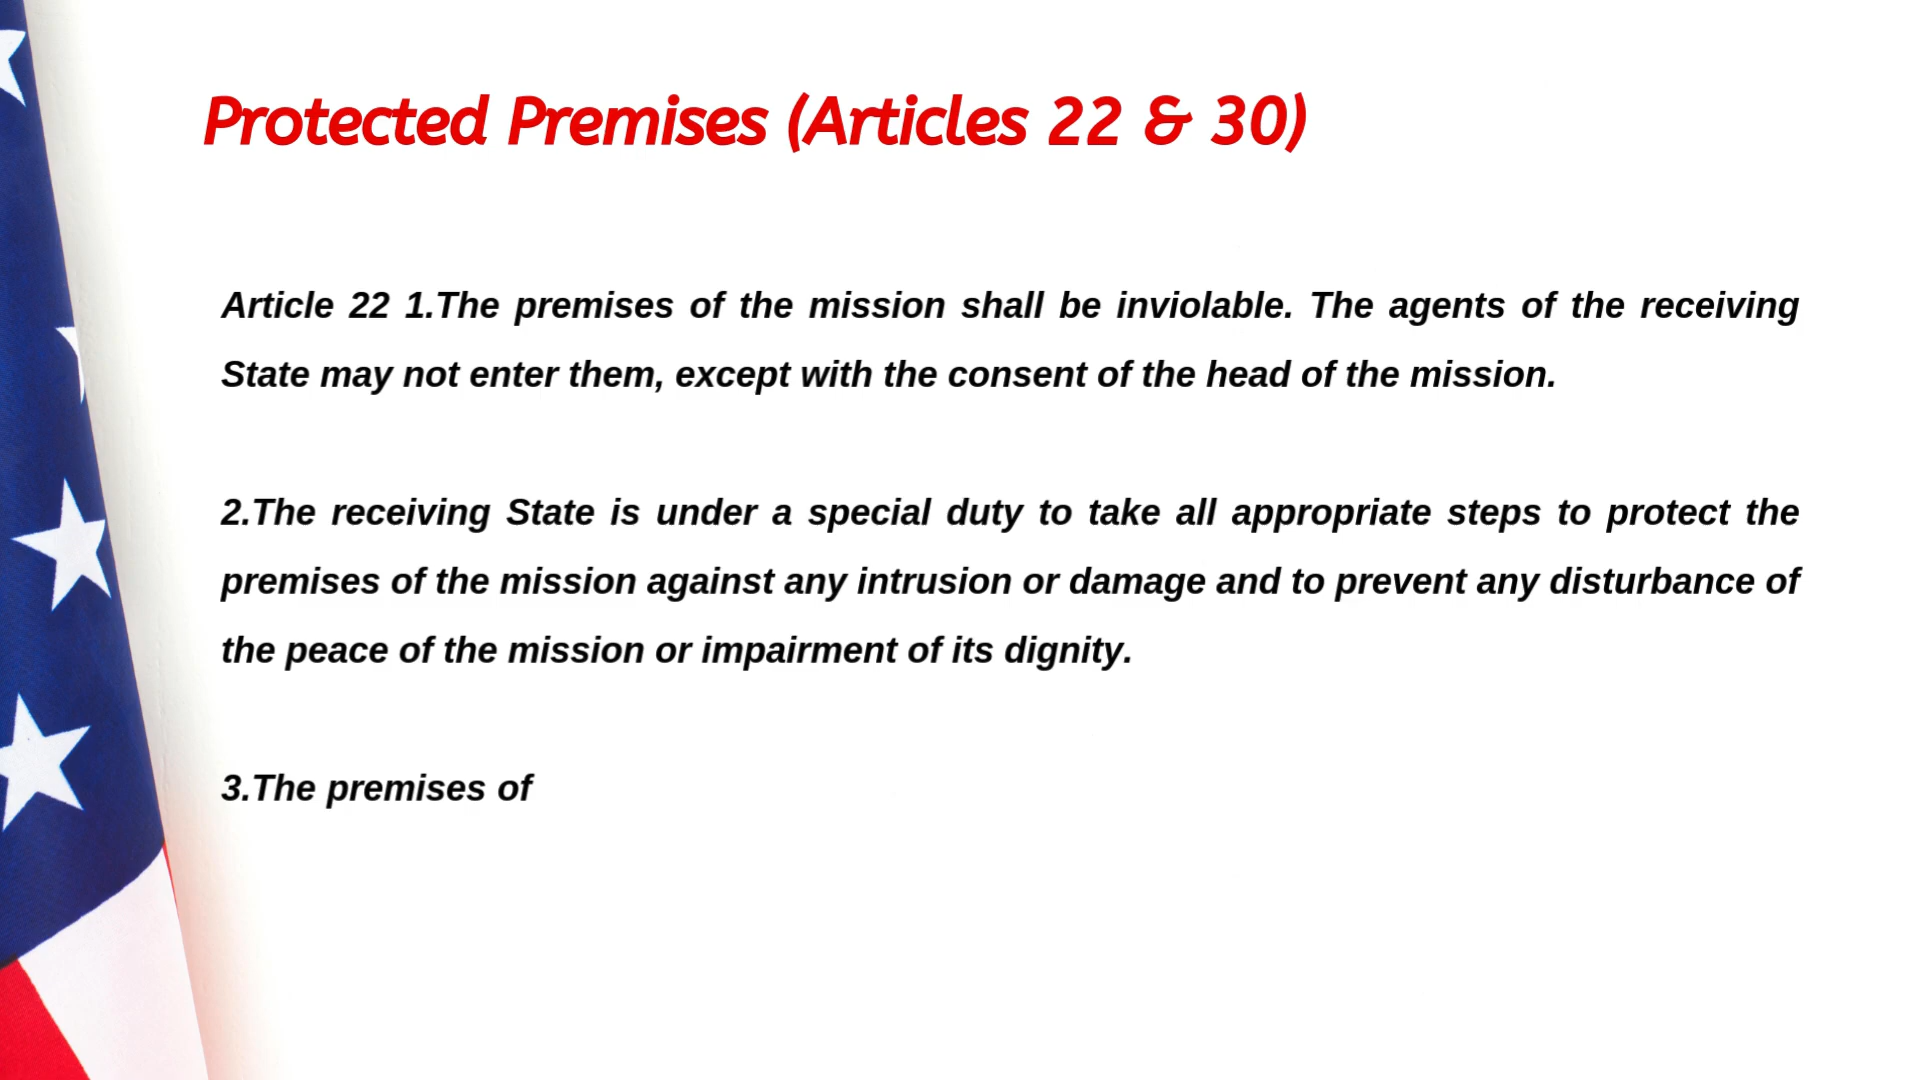 Protected Premises (Articles 22 & 30)
Article 22 1.The premises of the mission shall be inviolable. The agents of the receiving
State may not enter them, except with the consent of the head of the mission.
2.The receiving State is under a special duty to take all appropriate steps to protect the
premises of the mission against any intrusion or damage and to prevent any disturbance of
the peace of the mission or impairment of its dignity.
3.The premises of